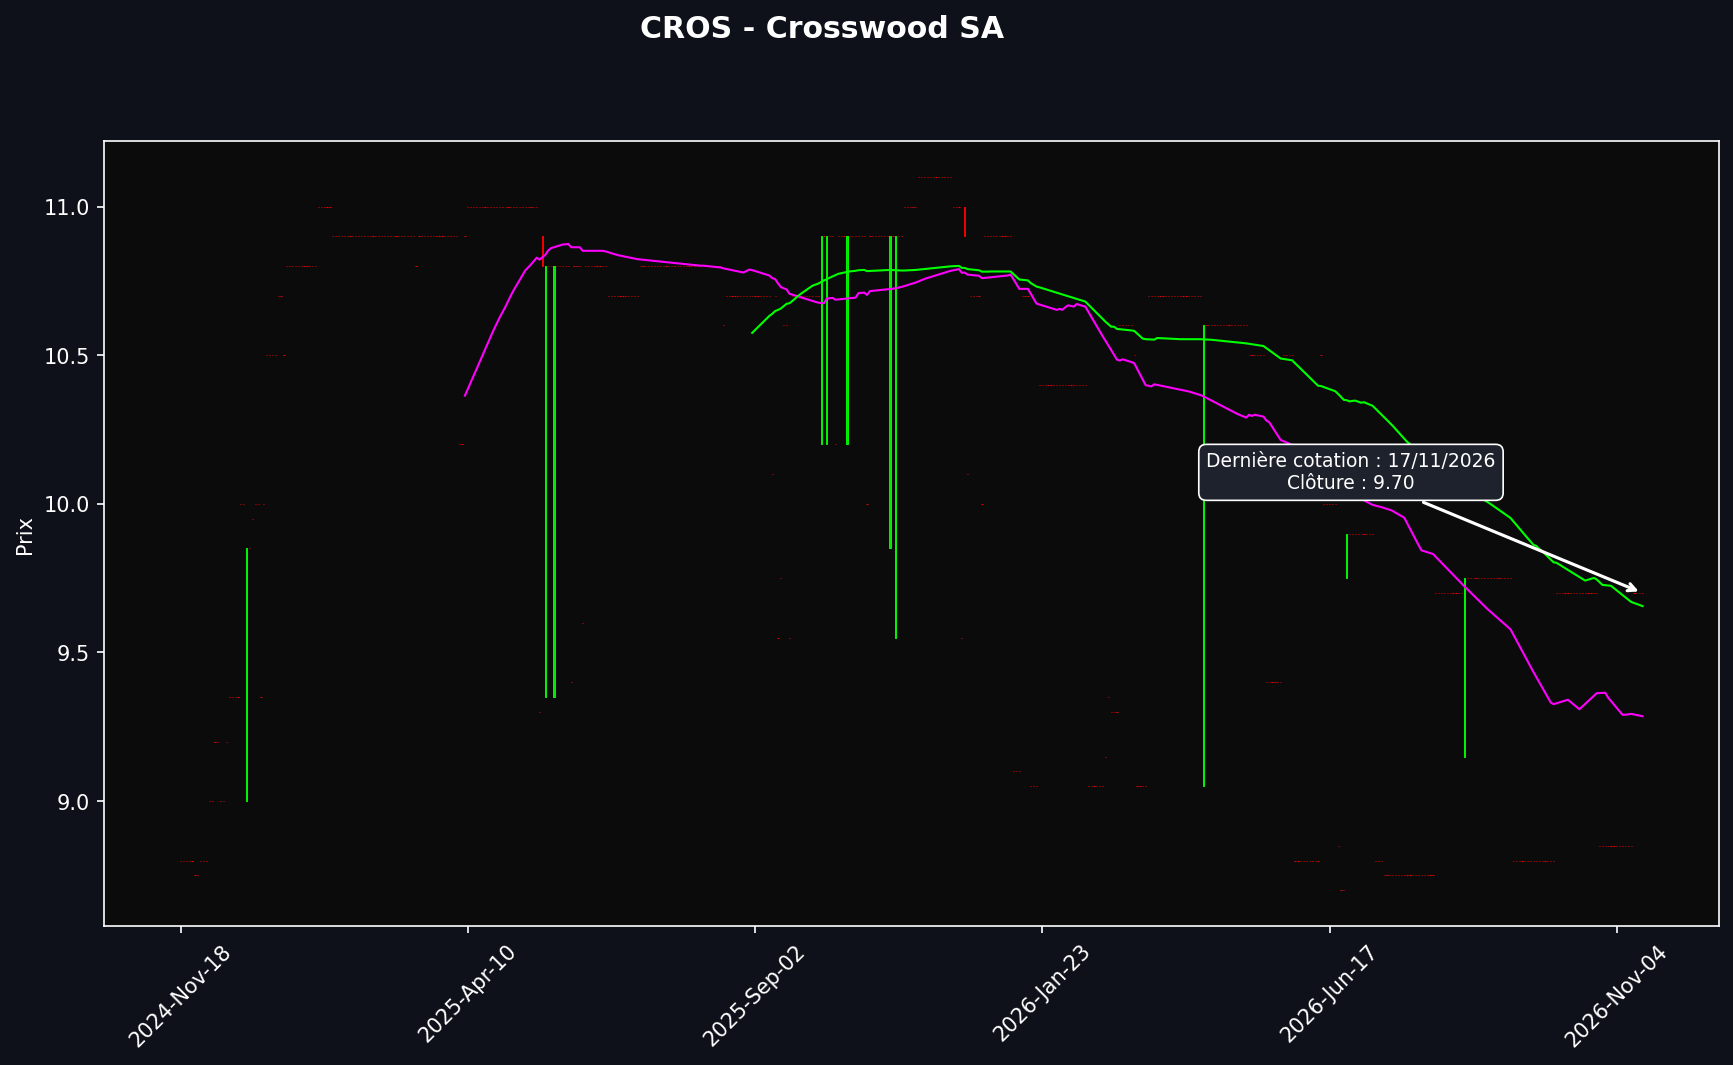 CROS - Crosswood SA
Prix
11.0
10.5
10.0
9.5
9.0
Dernière cotation : 17/11/2026
Clôture : 9.70
2024-Nov-18
2025-Apr-10
2025-Sep-02
2026-Jan-23
2026-Jun-17
2026-Nov-04